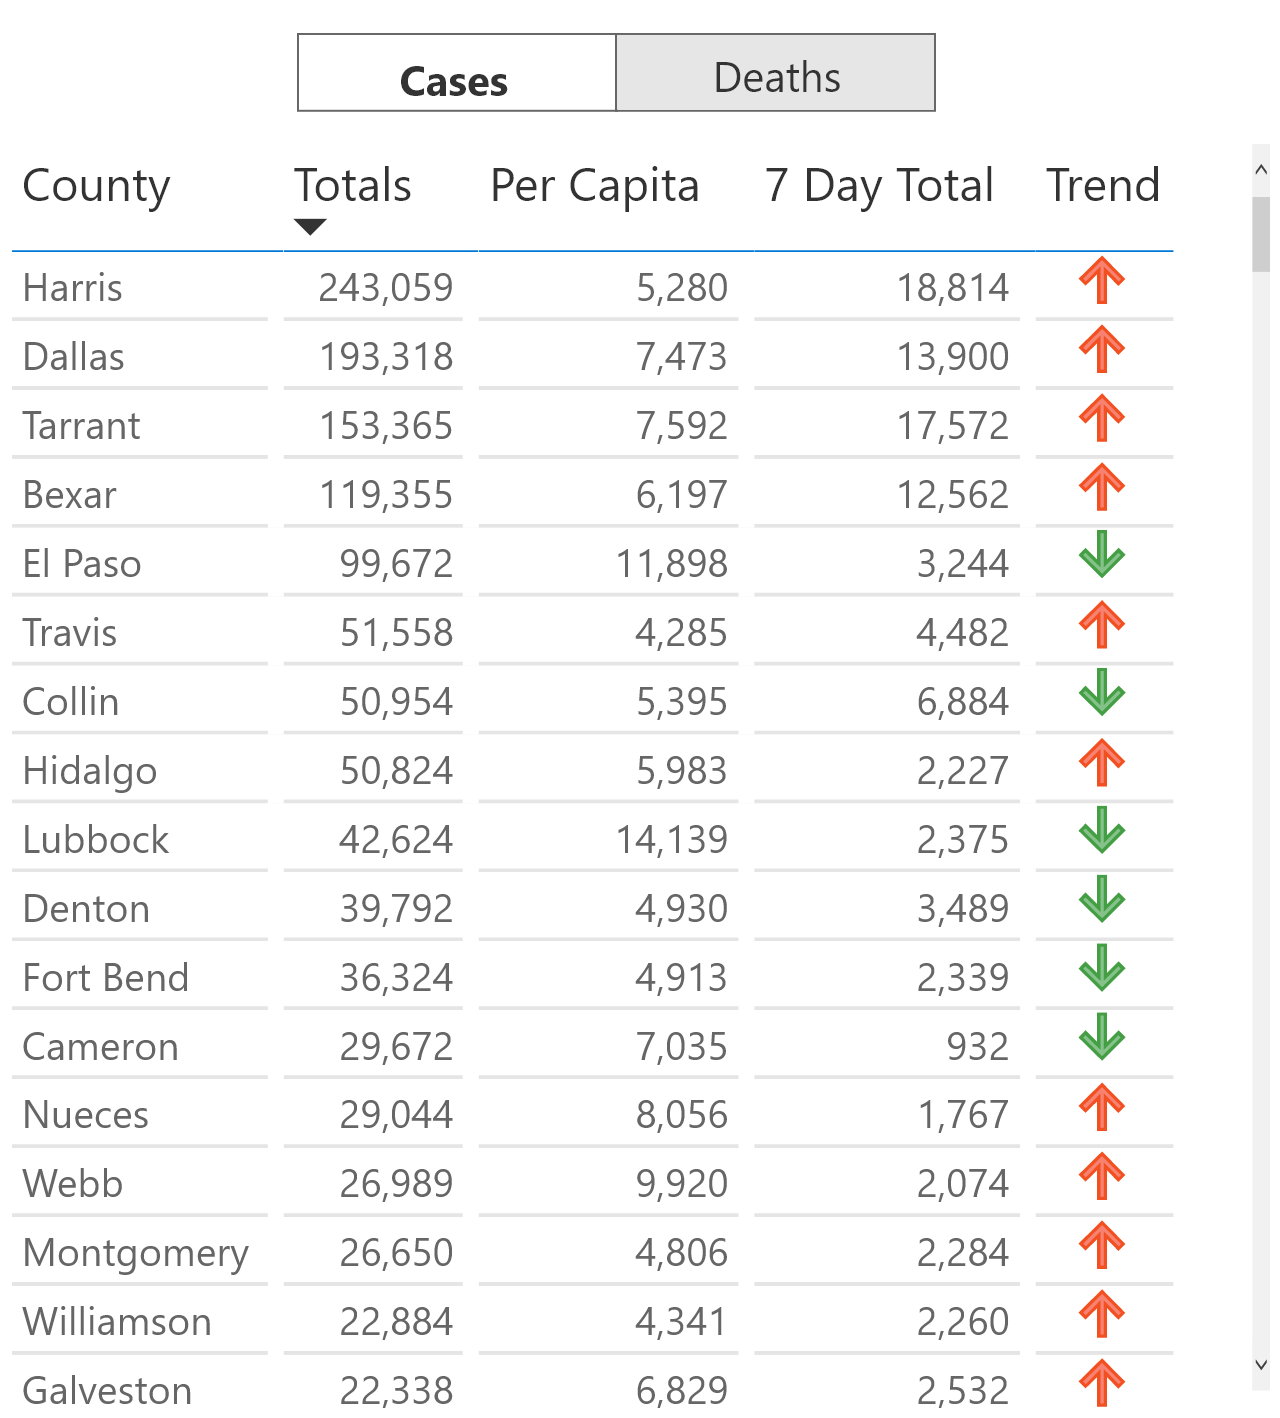 Cases Deaths
County Totals Per Capita 7 Day Total Trend
Harris 243,059 5,280 18,814
Dallas 193,318 7,473 13,900
Tarrant 153,365 7,592 17,572
Bexar 119,355 6,197 12,562
El Paso 99,672 11,898 3,244
Travis 51,558 4,285 4,482
Collin 50,954 5,395 6,884
Hidalgo 50,824 5,983 2,227
Lubbock 42,624 14,139 2,375
Denton 39,792 4,930 3,489
Fort Bend 36,324 4,913 2,339
Cameron 29,672 7,035 932
Nueces 29,044 8,056 1,767
Webb 26,989 9,920 2,074
Montgomery 26,650 4,806 2,284
Williamson 22,884 4,341 2,260
Galveston 22,338 6,829 2,532